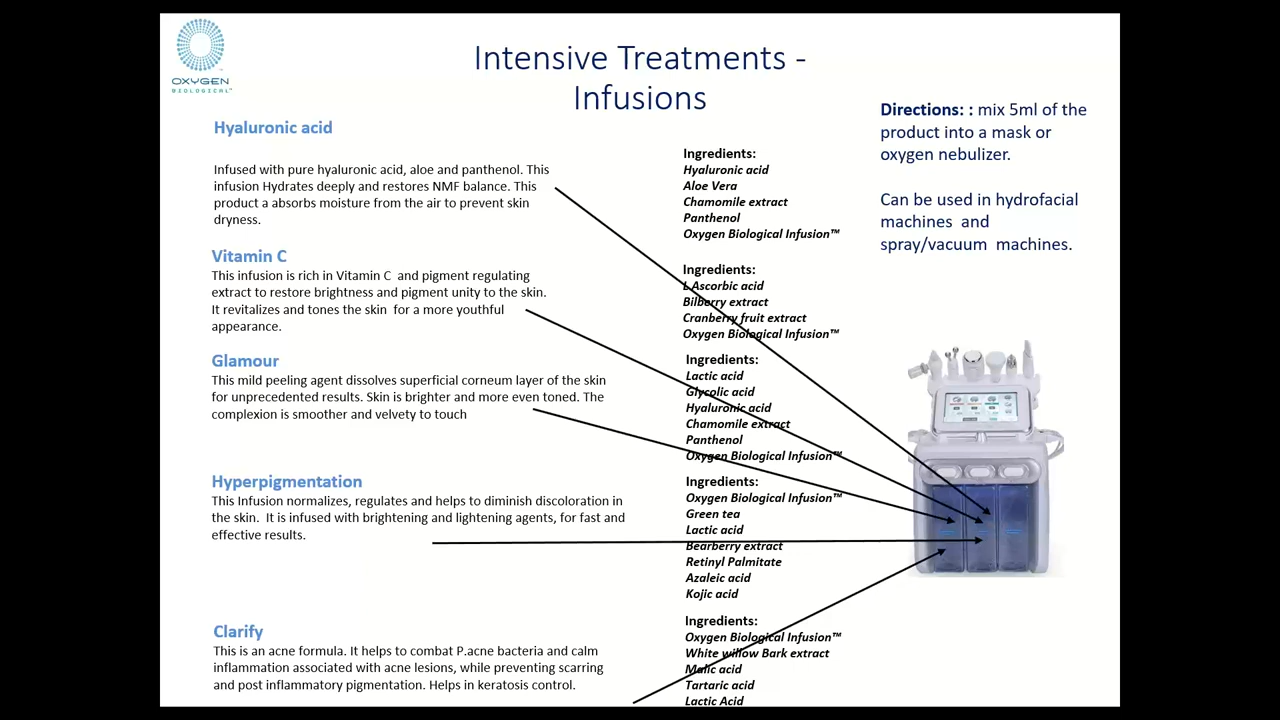 OXYGEN
BIOLOGICAL™
Intensive Treatments -
Infusions
Directions: : mix 5ml of the
product into a mask or
oxygen nebulizer.
Can be used in hydrofacial
machines and
spray/vacuum machines.
Hyaluronic acid
Infused with pure hyaluronic acid, aloe and panthenol. This
infusion Hydrates deeply and restores NMF balance. This
product a absorbs moisture from the air to prevent skin
dryness.
Ingredients:
Hyaluronic acid
Aloe Vera
Chamomile extract
Panthenol
Oxygen Biological Infusion™
Vitamin C
This infusion is rich in Vitamin C and pigment regulating
extract to restore brightness and pigment unity to the skin.
It revitalizes and tones the skin for a more youthful
appearance.
Ingredients:
L Ascorbic acid
Bilberry extract
Cranberry fruit extract
Oxygen Biological Infusion™
Glamour
This mild peeling agent dissolves superficial corneum layer of the skin
for unprecedented results. Skin is brighter and more even toned. The
complexion is smoother and velvety to touch
Ingredients:
Lactic acid
Glycolic acid
Hyaluronic acid
Chamomile extract
Panthenol
Oxygen Biological Infusion™
Hyperpigmentation
This Infusion normalizes, regulates and helps to diminish discoloration in
the skin. It is infused with brightening and lightening agents, for fast and
effective results.
Ingredients:
Oxygen Biological Infusion™
Green tea
Lactic acid
Bearberry extract
Retinyl Palmitate
Azaleic acid
Kojic acid
Clarify
This is an acne formula. It helps to combat P.acne bacteria and calm
inflammation associated with acne lesions, while preventing scarring
and post inflammatory pigmentation. Helps in keratosis control.
Ingredients:
Oxygen Biological Infusion™
White willow Bark extract
Malic acid
Tartaric acid
Lactic Acid